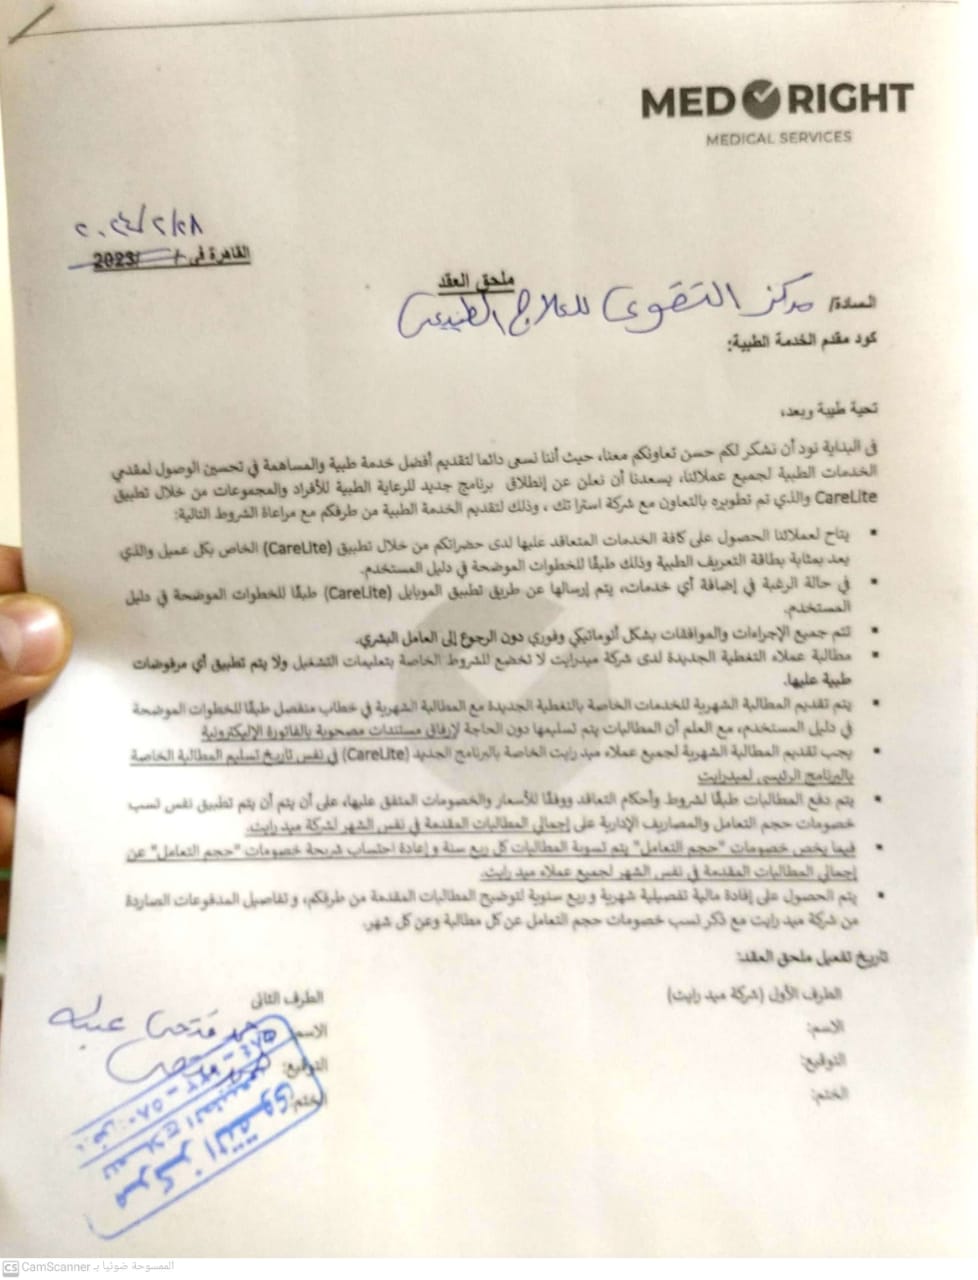 MEDRIGHT
MEDICAL SERVICES
٢٠٢٤/٢/٢٨
القاهرة في / /2023
ملحق العقد
السادة/ مركز التقوى للعلاج الطبيعى
كود مقدم الخدمة الطبية:
تحية طيبة وبعد،
في البداية نود أن نشكر لكم حسن تعاونكم معنا، حيث أننا نسعى دائما لتقديم أفضل خدمة طبية والمساهمة في تحسين الوصول لمقدمي
الخدمات الطبية لجميع عملائنا، يسعدنا أن نعلن عن إنطلاق برنامج جديد للرعاية الطبية للأفراد والمجموعات من خلال تطبيق
CareLite والذي تم تطويره بالتعاون مع شركة استرا تك ، وذلك لتقديم الخدمة الطبية من طرفكم مع مراعاة الشروط التالية:
▪ يتاح لعملائنا الحصول على كافة الخدمات المتعاقد عليها لدى حضراتكم من خلال تطبيق (CareLite) الخاص بكل عميل والذي
يعد بمثابة بطاقة التعريف الطبية وذلك طبقًا للخطوات الموضحة في دليل المستخدم.
▪ في حالة الرغبة في إضافة أي خدمات، يتم إرسالها عن طريق تطبيق الموبايل (CareLite) طبقًا للخطوات الموضحة في دليل
المستخدم.
▪ تتم جميع الإجراءات والموافقات بشكل أتوماتيكي وفوري دون الرجوع إلى العامل البشري.
▪ مطالبة عملاء التغطية الجديدة لدى شركة ميدرايت لا تخضع للشروط الخاصة بتعليمات التشغيل ولا يتم تطبيق أي مرفوضات
طبية عليها.
▪ يتم تقديم المطالبة الشهرية للخدمات الخاصة بالتغطية الجديدة مع المطالبة الشهرية في خطاب منفصل طبقًا للخطوات الموضحة
في دليل المستخدم، مع العلم أن المطالبات يتم تسليمها دون الحاجة لإرفاق مستندات مصحوبة بالفاتورة الإليكترونية
▪ يجب تقديم المطالبة الشهرية لجميع عملاء ميد رايت الخاصة بالبرنامج الجديد (CareLite) في نفس تاريخ تسليم المطالبة الخاصة
بالبرنامج الرئيسي لميدرايت
▪ يتم دفع المطالبات طبقًا لشروط وأحكام التعاقد ووفقًا للأسعار والخصومات المتفق عليها، على أن يتم أن يتم تطبيق نفس نسب
خصومات حجم التعامل والمصاريف الإدارية على إجمالي المطالبات المقدمة في نفس الشهر لشركة ميد رايت.
▪ فيما يخص خصومات "حجم التعامل" يتم تسوية المطالبات كل ربع سنة و إعادة احتساب شريحة خصومات "حجم التعامل" عن
إجمالي المطالبات المقدمة في نفس الشهر لجميع عملاء ميد رايت.
▪ يتم الحصول على إفادة مالية تفصيلية شهرية و ربع سنوية لتوضيح المطالبات المقدمة من طرفكم، و تفاصيل المدفوعات الصادرة
من شركة ميد رايت مع ذكر نسب خصومات حجم التعامل عن كل مطالبة وعن كل شهر.
تاريخ تفعيل ملحق العقد:
الطرف الأول (شركة ميد رايت)
الاسم:
التوقيع:
الختم:
الطرف الثاني
الاسم: فتحى
التوقيع:
الختم:
مركز التقوى
للعلاج الطبيعى
CS CamScanner الممسوحة ضوئيا بـ